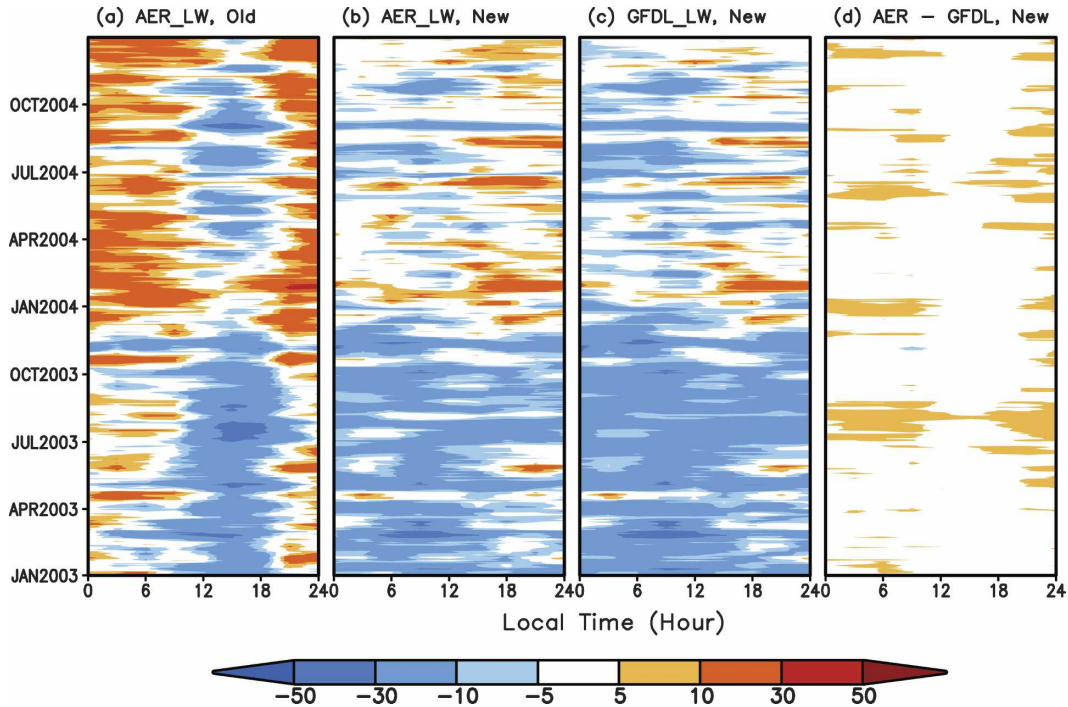 (a) AER_LW, Old (b) AER_LW, New (c) GFDL_LW, New (d) AER − GFDL, New
OCT2004
JUL2004
APR2004
JAN2004
OCT2003
JUL2003
APR2003
JAN2003
0 6 12 18 24 0 6 12 18 24 0 6 12 18 24 0 6 12 18 24
Local Time (Hour)
−50 −30 −10 −5 5 10 30 50